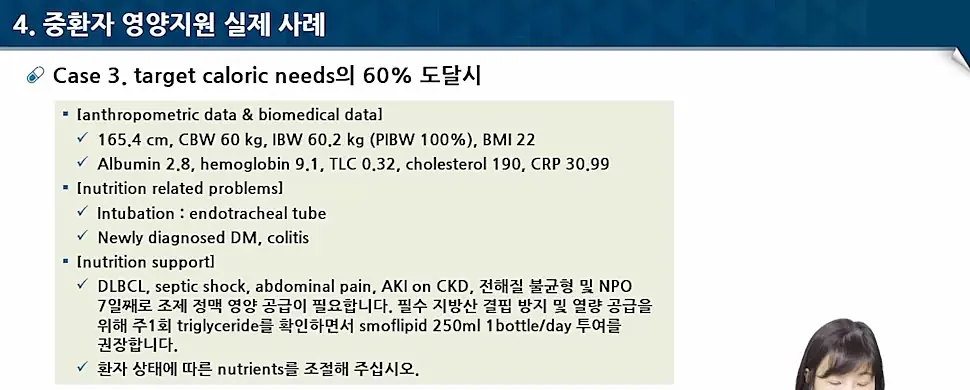 4. 중환자 영양지원 실제 사례
Case 3. target caloric needs의 60% 도달시
[anthropometric data & biomedical data]
165.4 cm, CBW 60 kg, IBW 60.2 kg (PIBW 100%), BMI 22
Albumin 2.8, hemoglobin 9.1, TLC 0.32, cholesterol 190, CRP 30.99
[nutrition related problems]
Intubation : endotracheal tube
Newly diagnosed DM, colitis
[nutrition support]
DLBCL, septic shock, abdominal pain, AKI on CKD, 전해질 불균형 및 NPO
7일째로 조제 정맥 영양 공급이 필요합니다. 필수 지방산 결핍 방지 및 열량 공급을
위해 주1회 triglyceride를 확인하면서 smoflipid 250ml 1bottle/day 투여를
권장합니다.
환자 상태에 따른 nutrients를 조절해 주십시오.